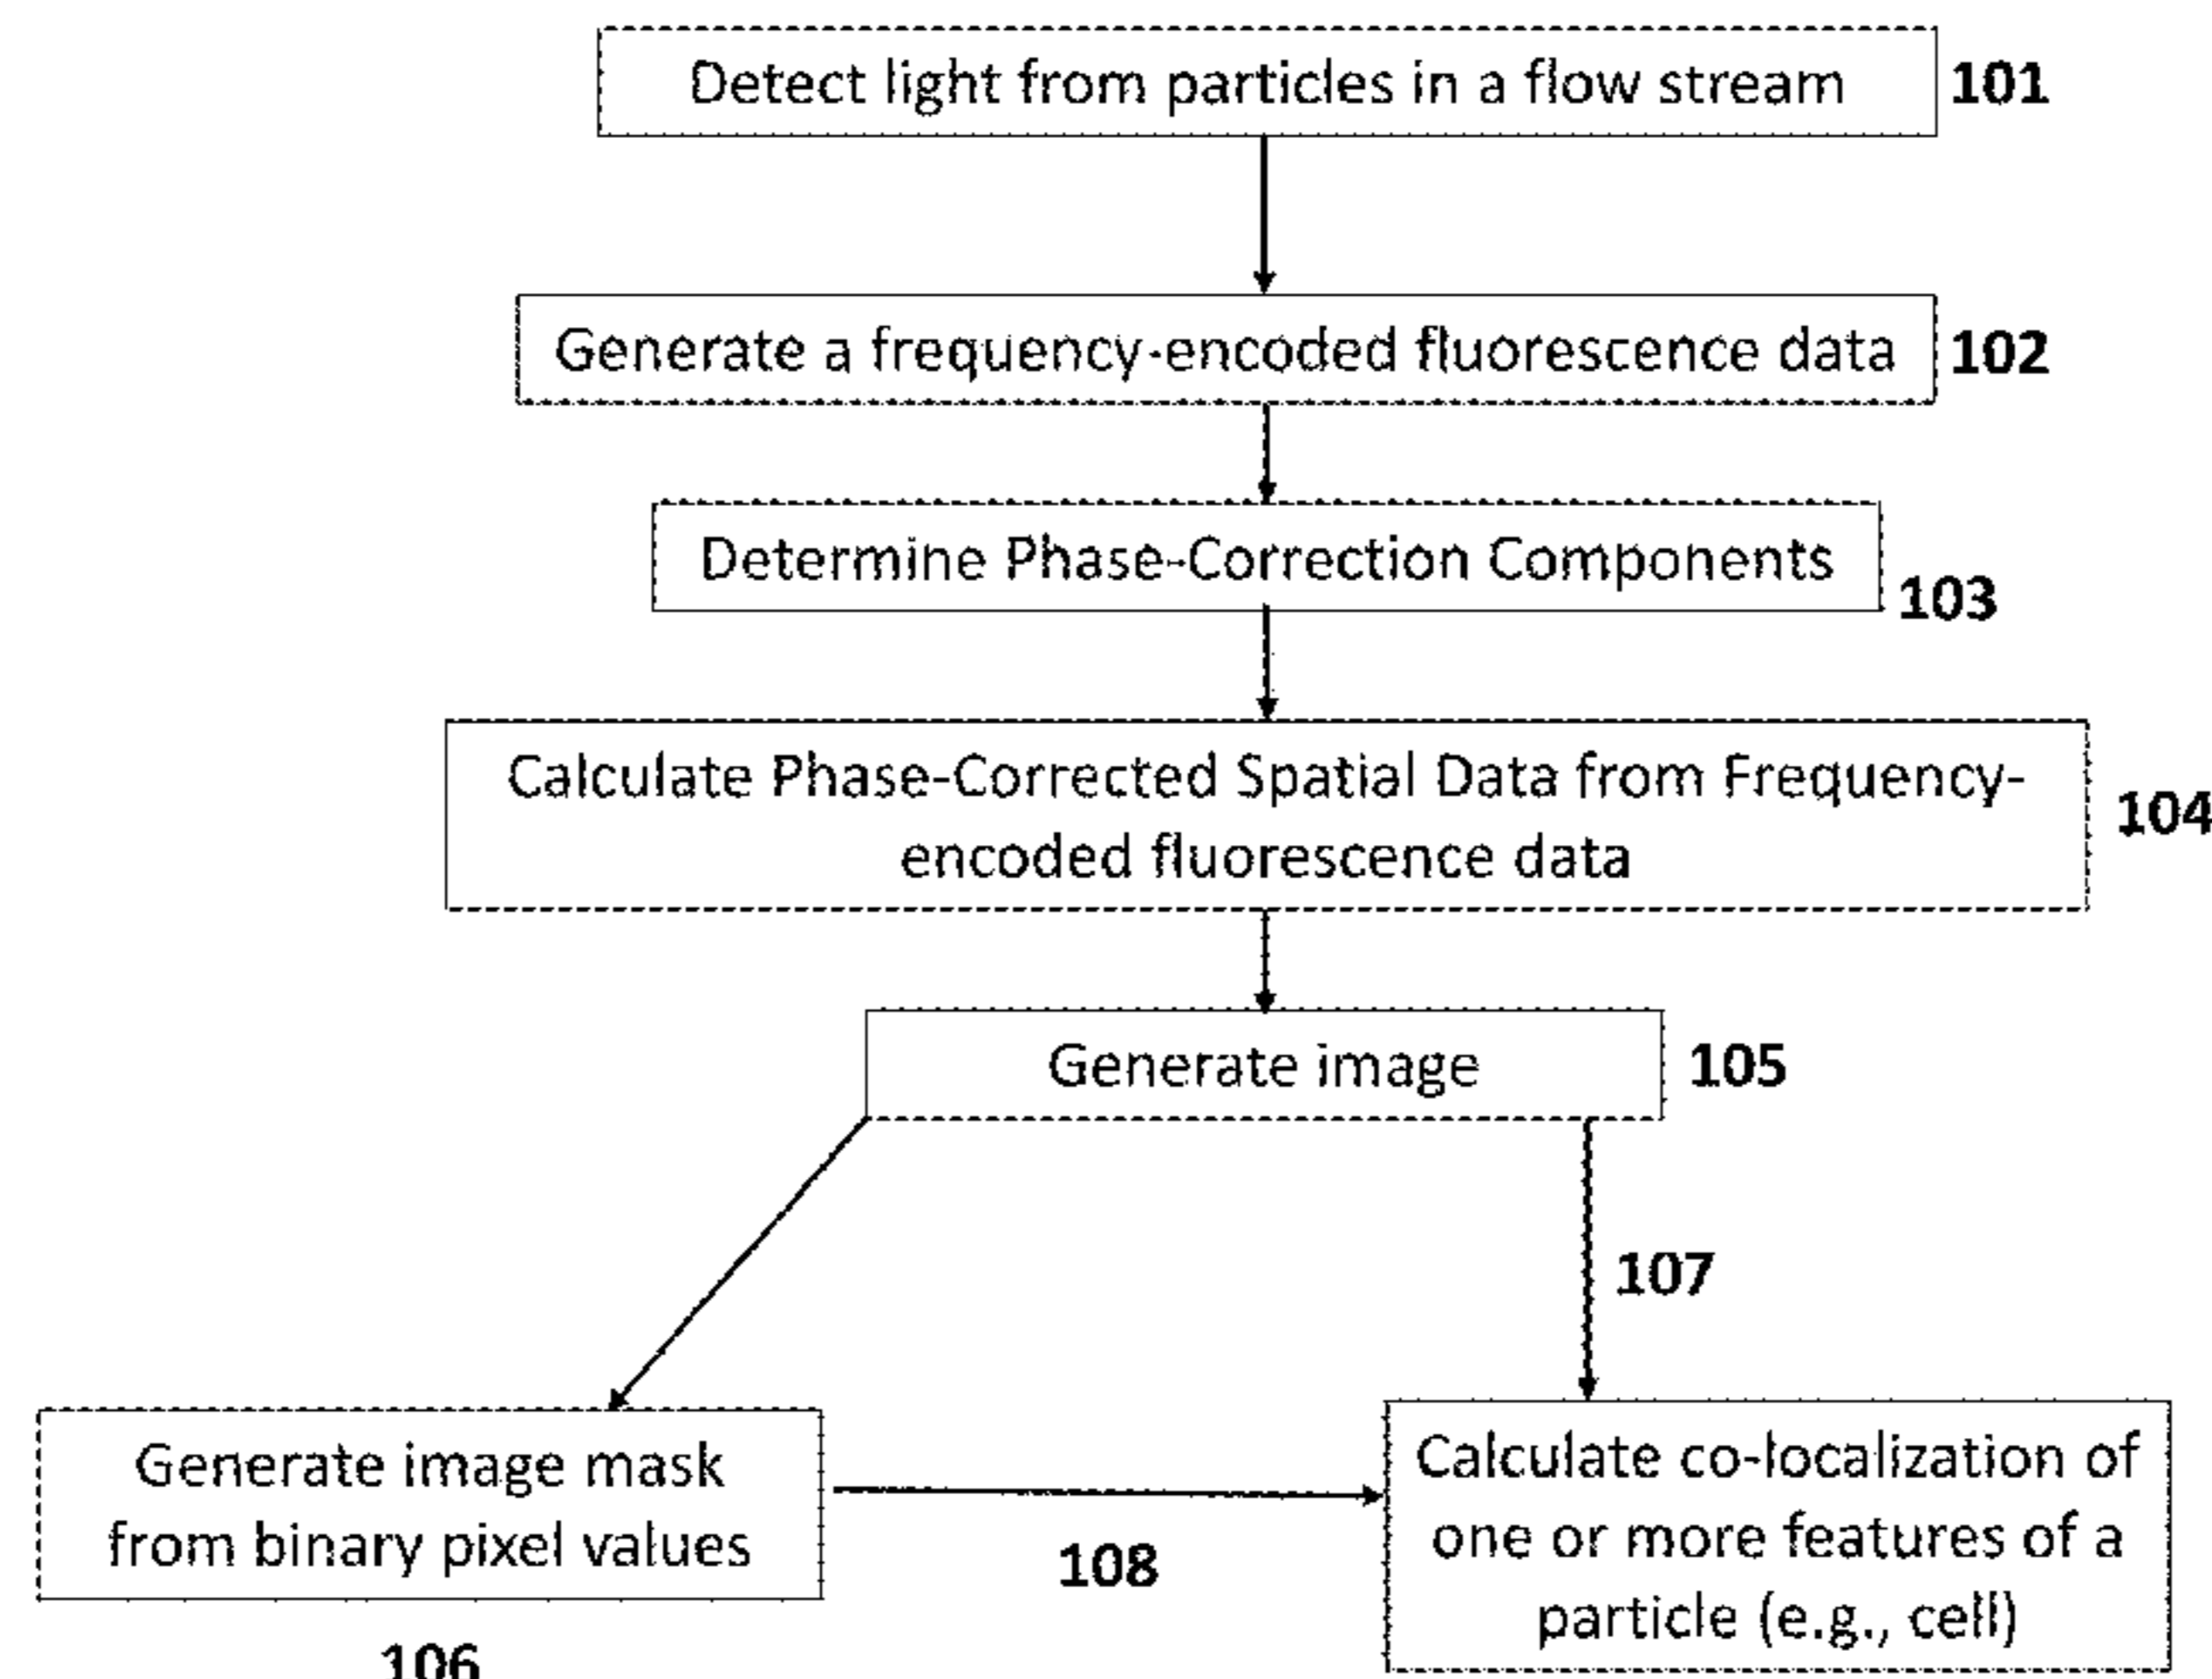 Detect light from particles in a flow stream
101
Generate a frequency-encoded fluorescence data
102
Determine Phase-Correction Components
103
Calculate Phase-Corrected Spatial Data from Frequency-
encoded fluorescence data
104
Generate image
105
107
Generate image mask
from binary pixel values
106
108
Calculate co-localization of
one or more features of a
particle (e.g., cell)